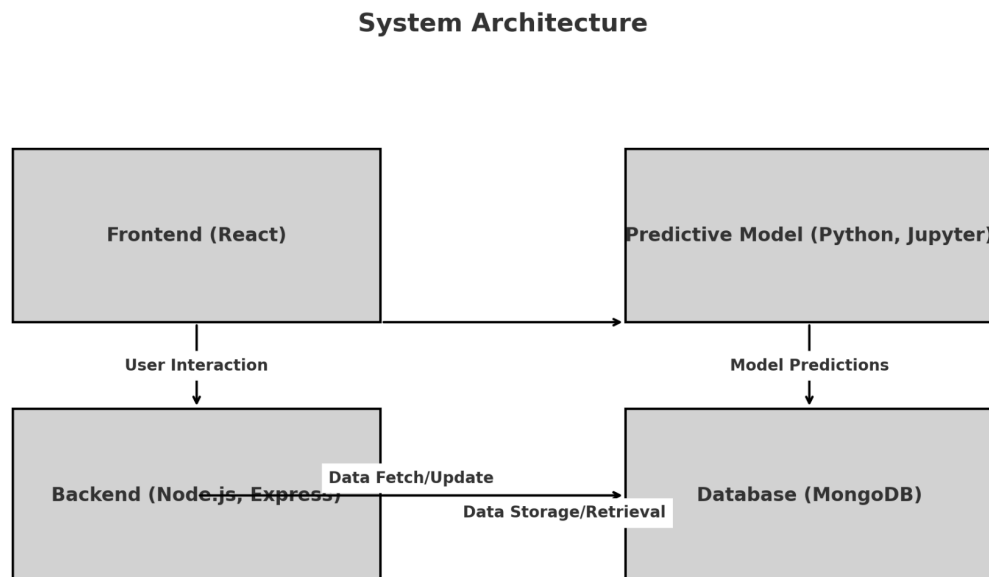 System Architecture
Frontend (React)
Predictive Model (Python, Jupyter)
User Interaction
Model Predictions
Backend (Node.js, Express)
Data Fetch/Update
Database (MongoDB)
Data Storage/Retrieval